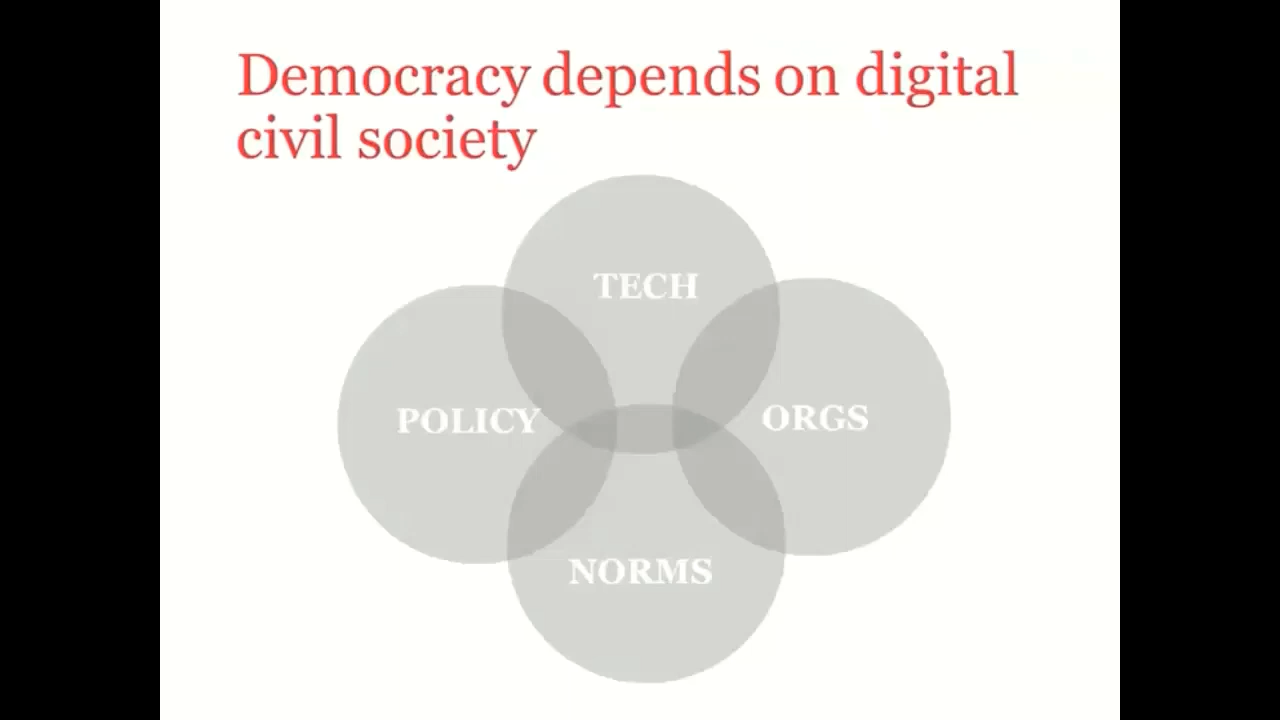 Democracy depends on digital
civil society
TECH
POLICY
ORGS
NORMS